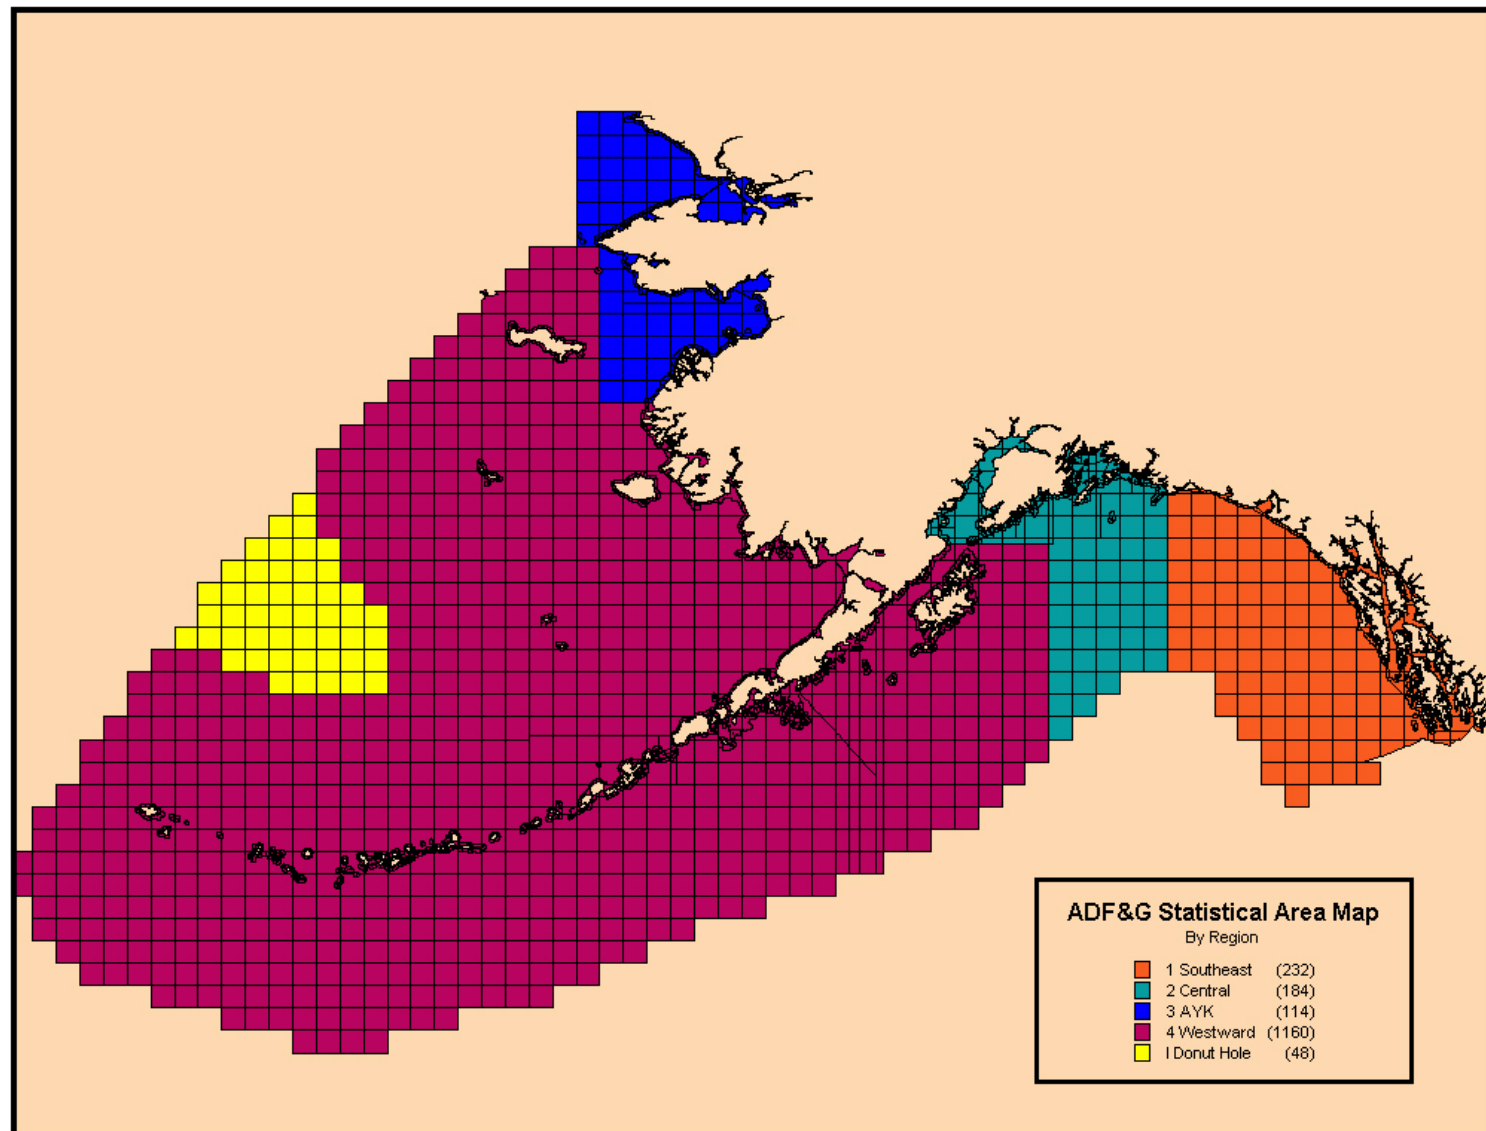 ADF&G Statistical Area Map
By Region
1 Southeast (232)
2 Central (184)
3 AYK (114)
4 Westward (1160)
I Donut Hole (48)